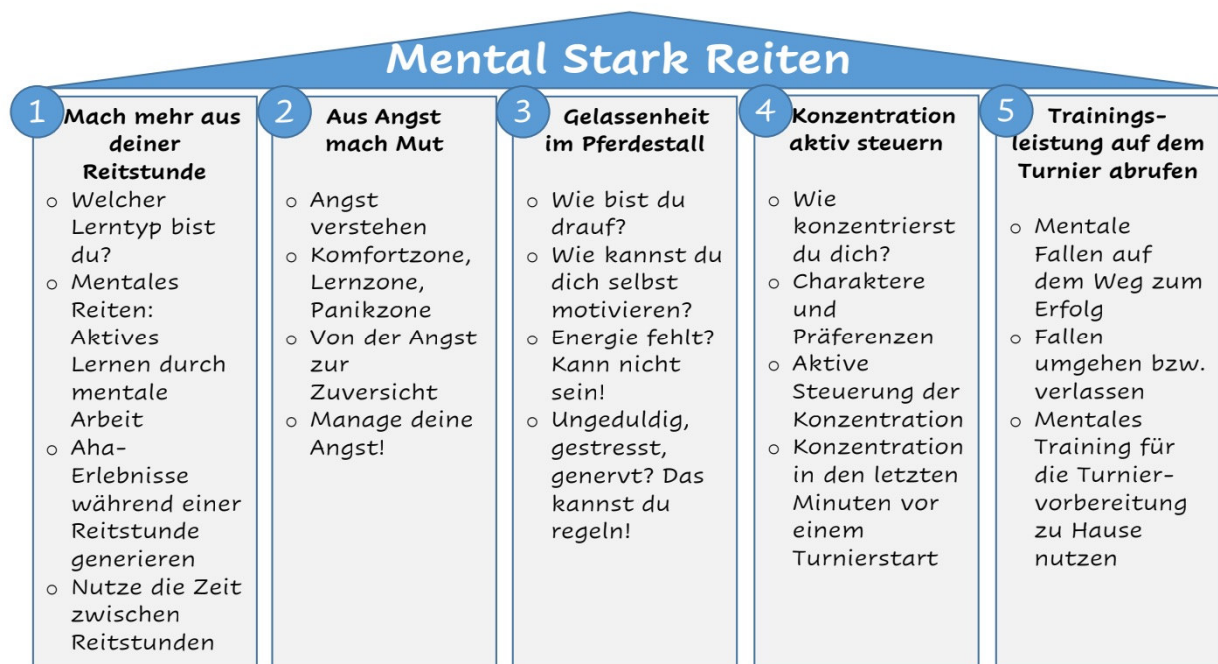 Mental Stark Reiten
1
Mach mehr aus
deiner
Reitstunde
o Welcher
Lerntyp bist
du?
o Mentales
Reiten:
Aktives
Lernen durch
mentale
Arbeit
o Aha-
Erlebnisse
während einer
Reitstunde
generieren
o Nutze die Zeit
zwischen
Reitstunden
2
Aus Angst
mach Mut
o Angst
verstehen
o Komfortzone,
Lernzone,
Panikzone
o Von der Angst
zur
Zuversicht
o Manage deine
Angst!
3
Gelassenheit
im Pferdestall
o Wie bist du
drauf?
o Wie kannst du
dich selbst
motivieren?
o Energie fehlt?
Kann nicht
sein!
o Ungeduldig,
gestresst,
genervt? Das
kannst du
regeln!
4
Konzentration
aktiv steuern
o Wie
konzentrierst
du dich?
o Charaktere
und
Präferenzen
o Aktive
Steuerung der
Konzentration
o Konzentration
in den letzten
Minuten vor
einem
Turnierstart
5
Trainings-
leistung auf dem
Turnier abrufen
o Mentale
Fallen auf
dem Weg zum
Erfolg
o Fallen
umgehen bzw.
verlassen
o Mentales
Training für
die Turnier-
vorbereitung
zu Hause
nutzen